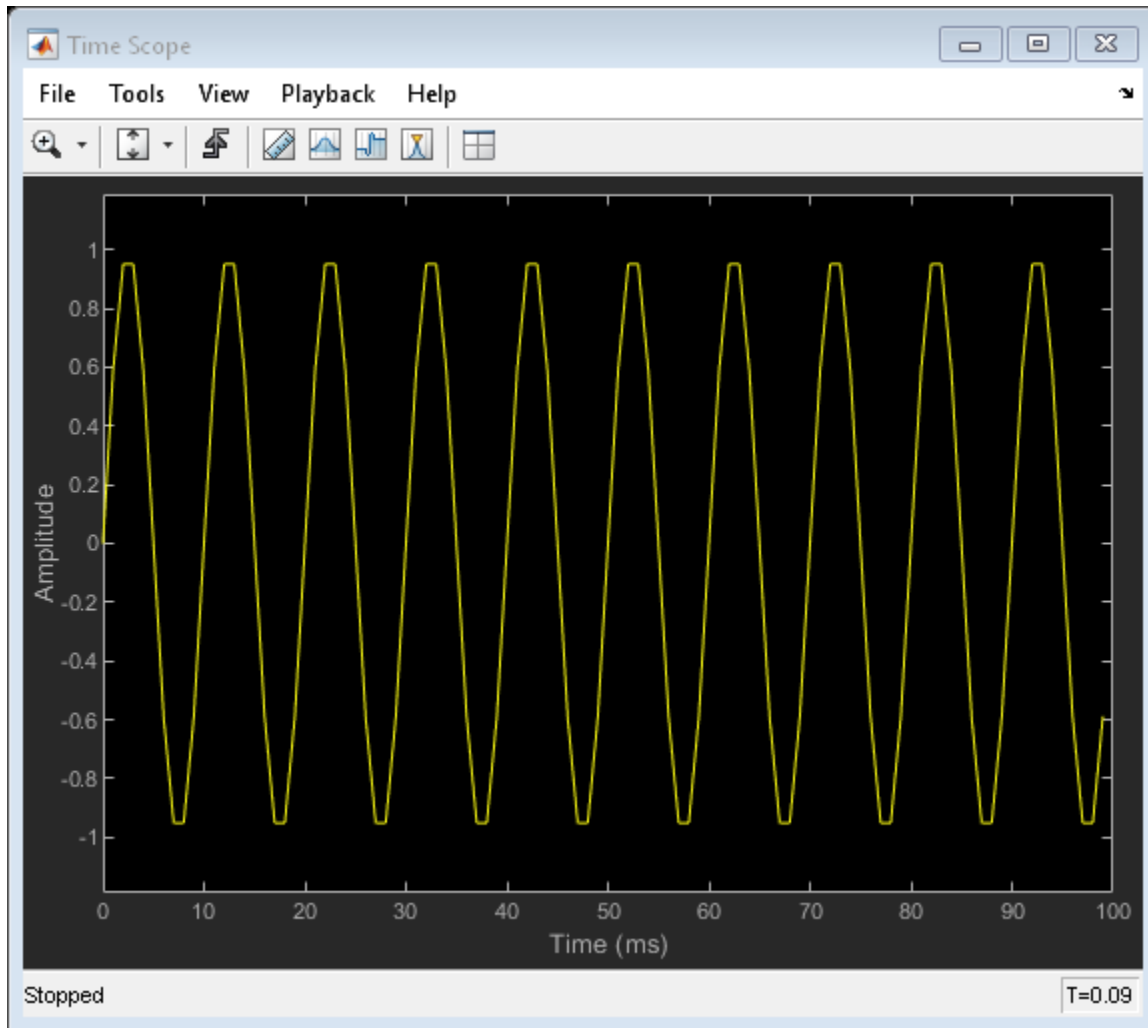 Time Scope
File Tools View Playback Help
1
0.8
0.6
0.4
0.2
0
-0.2
-0.4
-0.6
-0.8
-1
Amplitude
0 10 20 30 40 50 60 70 80 90 100
Time (ms)
Stopped T=0.09